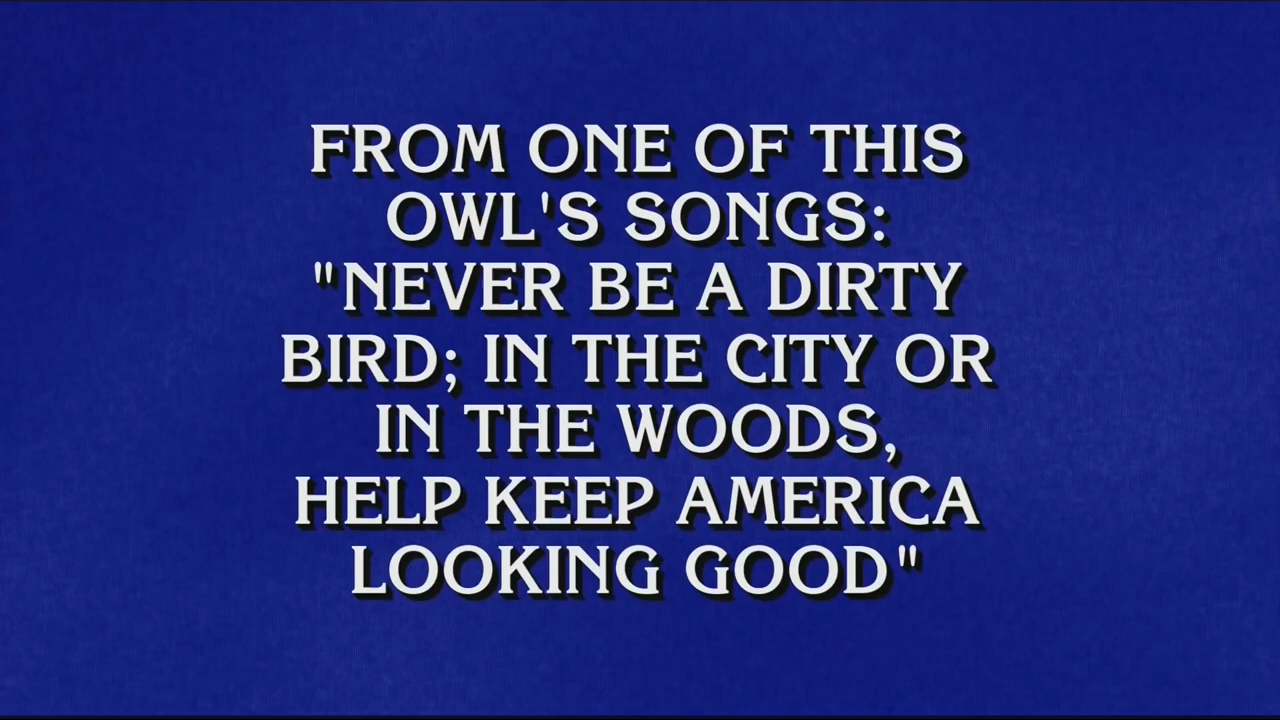 FROM ONE OF THIS
OWL'S SONGS:
"NEVER BE A DIRTY
BIRD; IN THE CITY OR
IN THE WOODS,
HELP KEEP AMERICA
LOOKING GOOD"